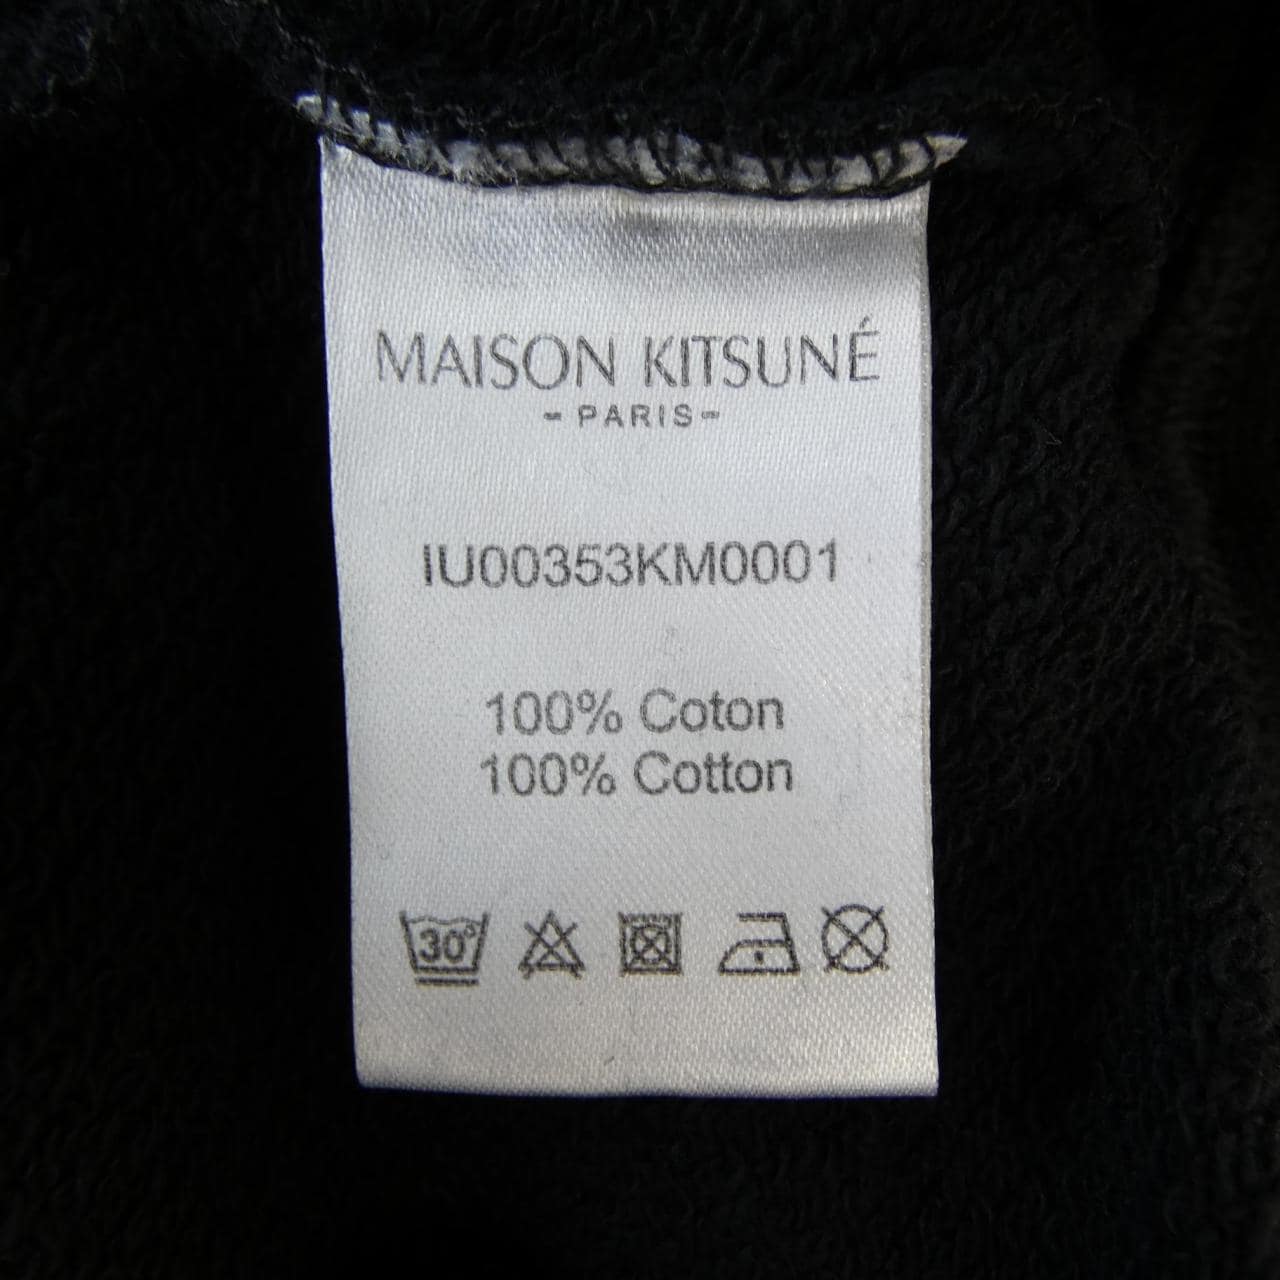 MAISON KITSUNÉ
- PARIS -
IU00353KM0001
100% Coton
100% Cotton
30°